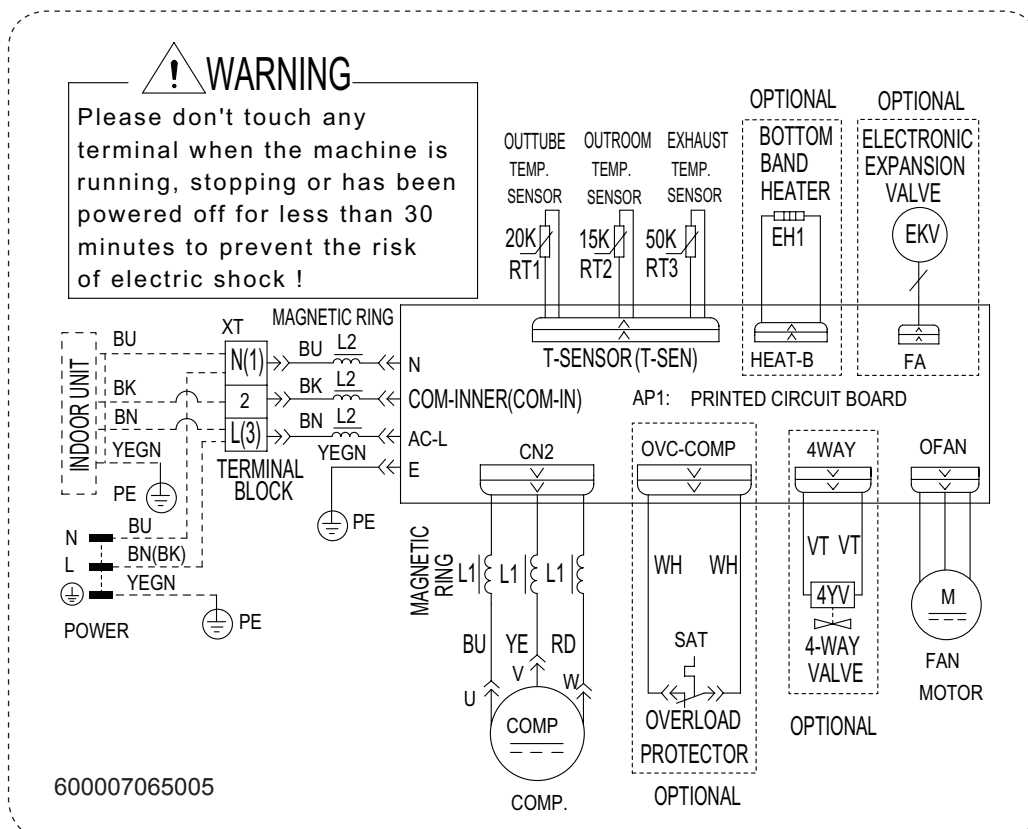 WARNING
Please don't touch any
terminal when the machine is
running, stopping or has been
powered off for less than 30
minutes to prevent the risk
of electric shock !
OUTTUBE
TEMP.
SENSOR
OUTROOM
TEMP.
SENSOR
EXHAUST
TEMP.
SENSOR
20K
RT1
15K
RT2
50K
RT3
T-SENSOR(T-SEN)
OPTIONAL
BOTTOM
BAND
HEATER
EH1
HEAT-B
OPTIONAL
ELECTRONIC
EXPANSION
VALVE
EKV
FA
INDOOR UNIT
BU
BK
BN
YEGN
PE
XT
N(1)
2
L(3)
TERMINAL
BLOCK
MAGNETIC RING
BU
L2
BK
L2
BN
L2
YEGN
PE
N
COM-INNER(COM-IN)
AC-L
E
AP1: PRINTED CIRCUIT BOARD
N
L
BU
BN(BK)
YEGN
PE
POWER
CN2
MAGNETIC
RING
L1
L1
L1
BU
YE
RD
U
V
W
COMP
COMP.
OVC-COMP
WH
WH
SAT
OVERLOAD
PROTECTOR
OPTIONAL
4WAY
VT
VT
4YV
4-WAY
VALVE
OPTIONAL
OFAN
M
FAN
MOTOR
600007065005